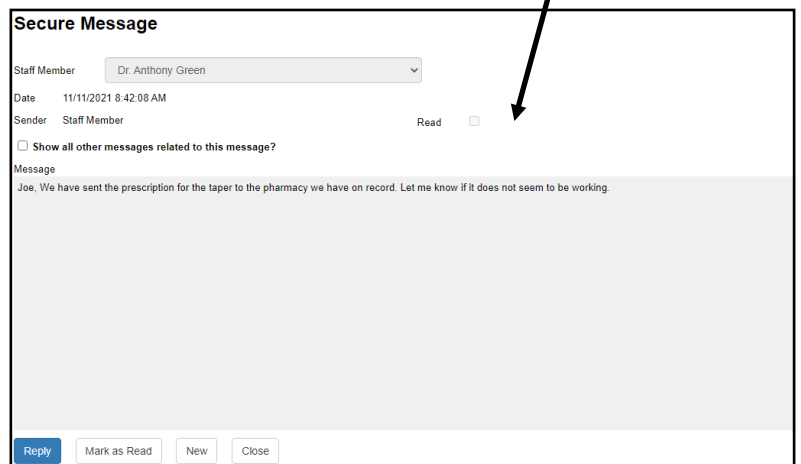 Secure Message
Staff Member Dr. Anthony Green
Date 11/11/2021 8:42:08 AM
Sender Staff Member Read
Show all other messages related to this message?
Message
Joe, We have sent the prescription for the taper to the pharmacy we have on record. Let me know if it does not seem to be working.
Reply Mark as Read New Close